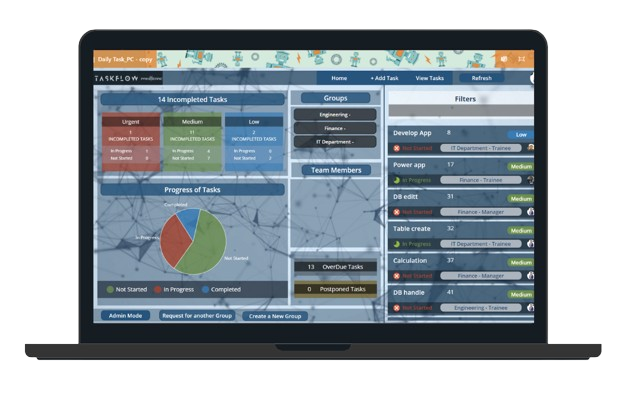 Daily Task_PC - copy
TASKFLOW
Home
+ Add Task
View Tasks
Refresh
14 Incompleted Tasks
Urgent
Medium
Low
1
11
2
INCOMPLETED TASKS
INCOMPLETED TASKS
INCOMPLETED TASKS
In Progress 1
In Progress 4
In Progress 0
Not Started 0
Not Started 7
Not Started 2
Progress of Tasks
Completed
In Progress
Not Started
Not Started
In Progress
Completed
Groups
Engineering -
Finance -
IT Department -
Team Members
13 OverDue Tasks
0 Postponed Tasks
Filters
Develop App 8 Low
Not Started IT Department - Trainee
Power app 17 Medium
In Progress Finance - Trainee
DB editt 31 Medium
Not Started Finance - Manager
Table create 32 Medium
In Progress IT Department - Trainee
Calculation 37 Medium
Not Started Finance - Manager
DB handle 41 Medium
Not Started Engineering - Trainee
Admin Mode
Request for another Group
Create a New Group